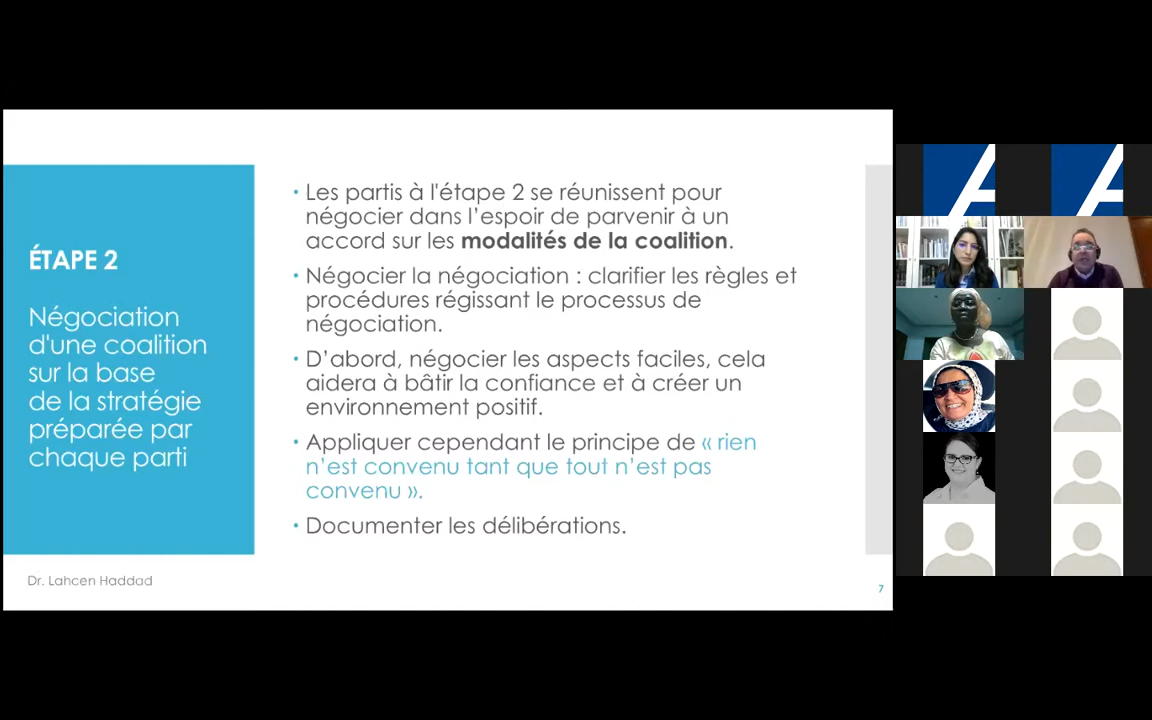 ÉTAPE 2
Négociation
d'une coalition
sur la base
de la stratégie
préparée par
chaque parti
• Les partis à l'étape 2 se réunissent pour
négocier dans l’espoir de parvenir à un
accord sur les modalités de la coalition.
• Négocier la négociation : clarifier les règles et
procédures régissant le processus de
négociation.
• D’abord, négocier les aspects faciles, cela
aidera à bâtir la confiance et à créer un
environnement positif.
• Appliquer cependant le principe de « rien
n’est convenu tant que tout n’est pas
convenu ».
• Documenter les délibérations.
Dr. Lahcen Haddad
7